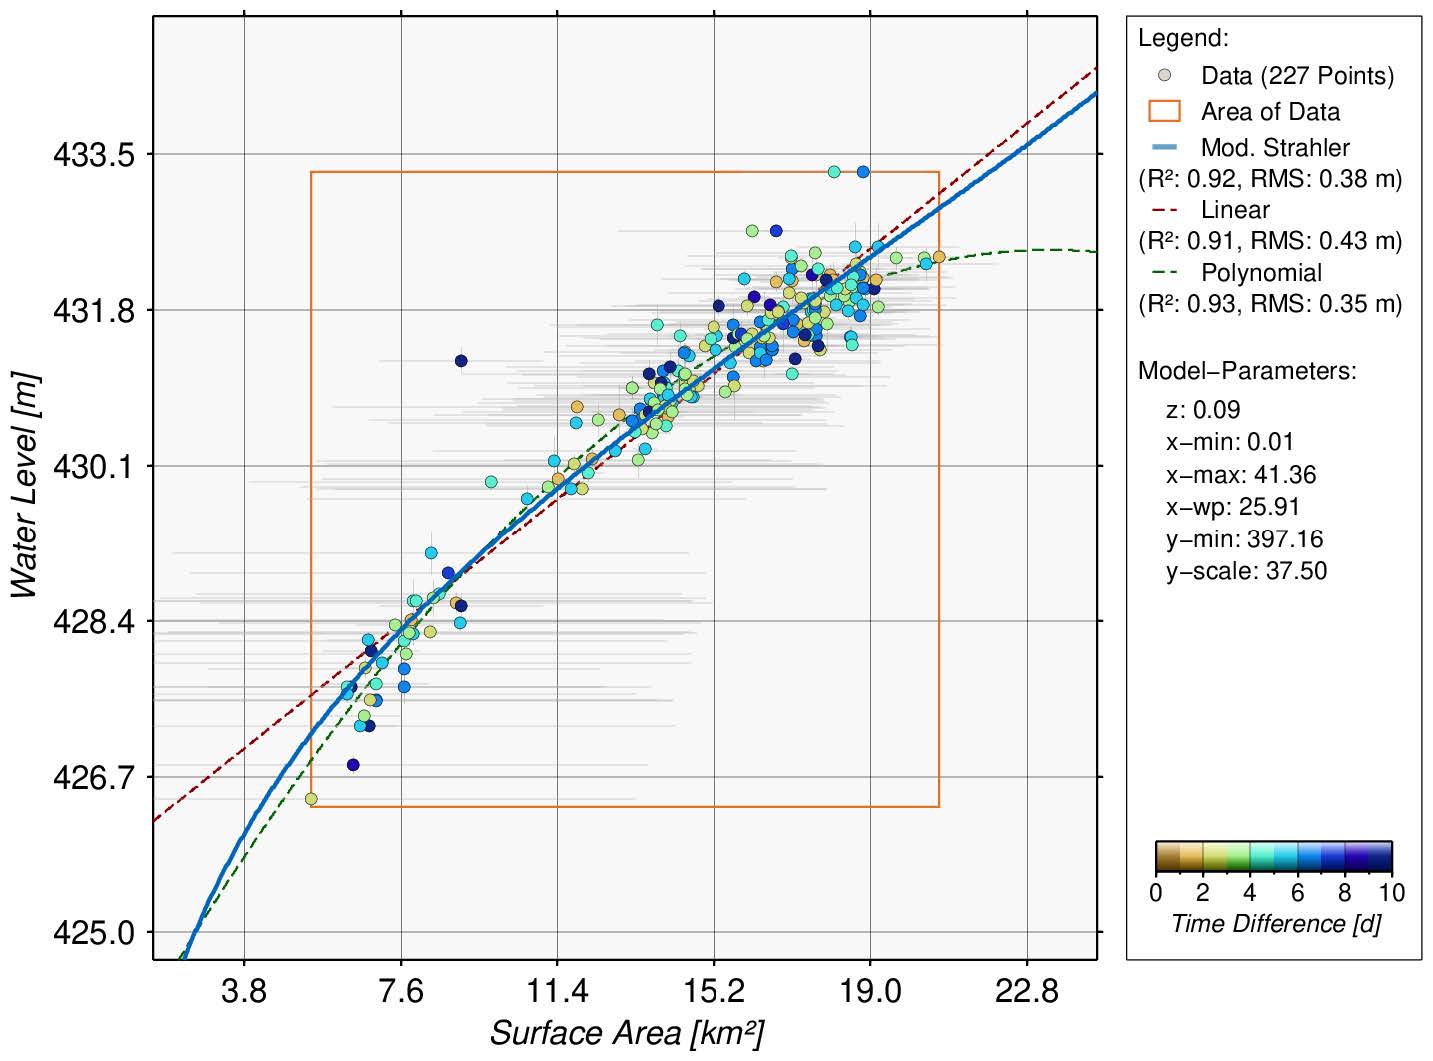 Water Level [m]
433.5
431.8
430.1
428.4
426.7
425.0
3.8 7.6 11.4 15.2 19.0 22.8
Surface Area [km²]
Legend:
Data (227 Points)
Area of Data
Mod. Strahler
(R²: 0.92, RMS: 0.38 m)
Linear
(R²: 0.91, RMS: 0.43 m)
Polynomial
(R²: 0.93, RMS: 0.35 m)
Model−Parameters:
z: 0.09
x−min: 0.01
x−max: 41.36
x−wp: 25.91
y−min: 397.16
y−scale: 37.50
0 2 4 6 8 10
Time Difference [d]